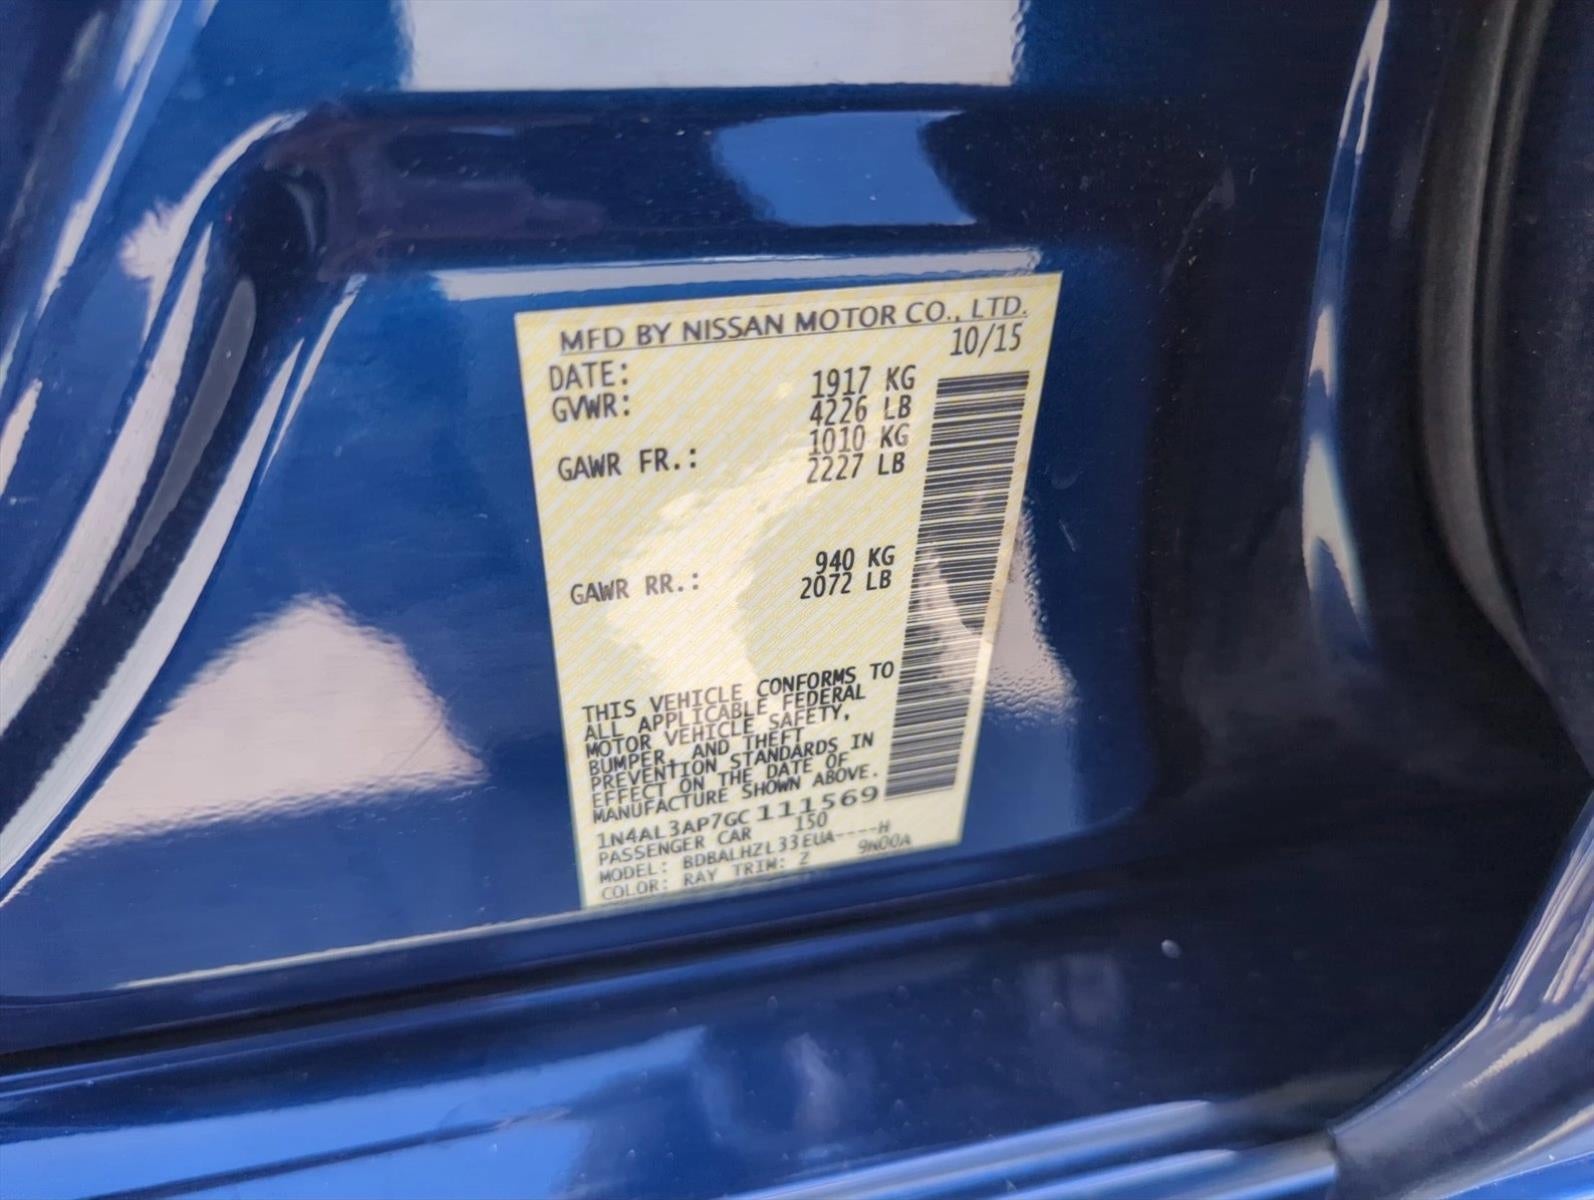 MFD BY NISSAN MOTOR CO., LTD.
DATE: 10/15
GVWR: 1917 KG
4226 LB
GAWR FR.: 1010 KG
2227 LB
GAWR RR.: 940 KG
2072 LB
THIS VEHICLE CONFORMS TO
ALL APPLICABLE FEDERAL
MOTOR VEHICLE SAFETY,
BUMPER, AND THEFT
PREVENTION STANDARDS IN
EFFECT ON THE DATE OF
MANUFACTURE SHOWN ABOVE.
1N4AL3AP7GC111569
PASSENGER CAR 150
MODEL: BDBALHZL33EUA----H
COLOR: RAY TRIM: Z 9N00A